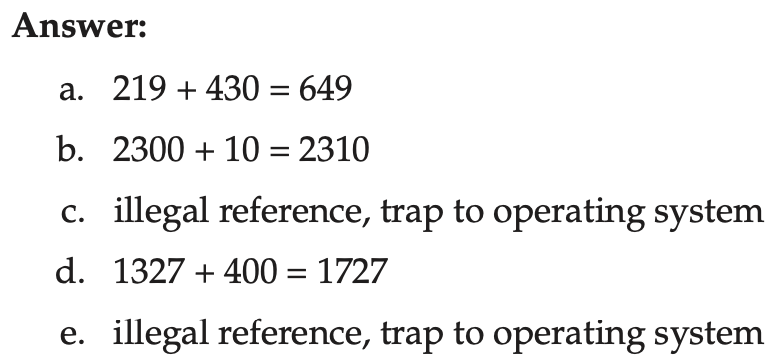 Answer:
a. 219 + 430 = 649
b. 2300 + 10 = 2310
c. illegal reference, trap to operating system
d. 1327 + 400 = 1727
e. illegal reference, trap to operating system